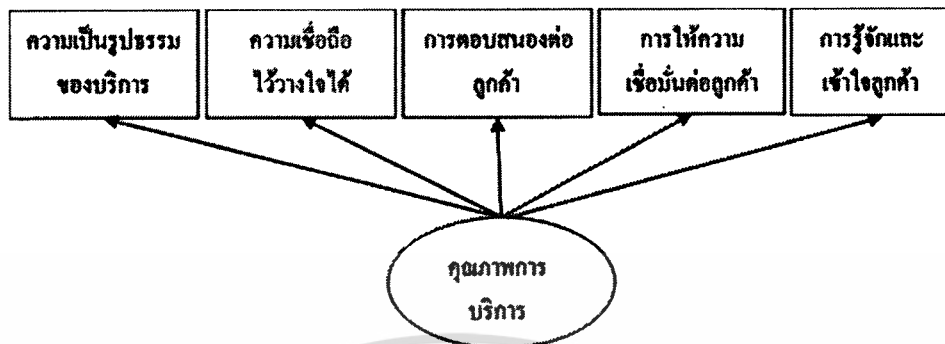 ความเป็นรูปธรรม
ของบริการ
ความเชื่อถือ
ไว้วางใจได้
การตอบสนองต่อ
ลูกค้า
การให้ความ
เชื่อมั่นต่อลูกค้า
การรู้จักและ
เข้าใจลูกค้า
คุณภาพการ
บริการ